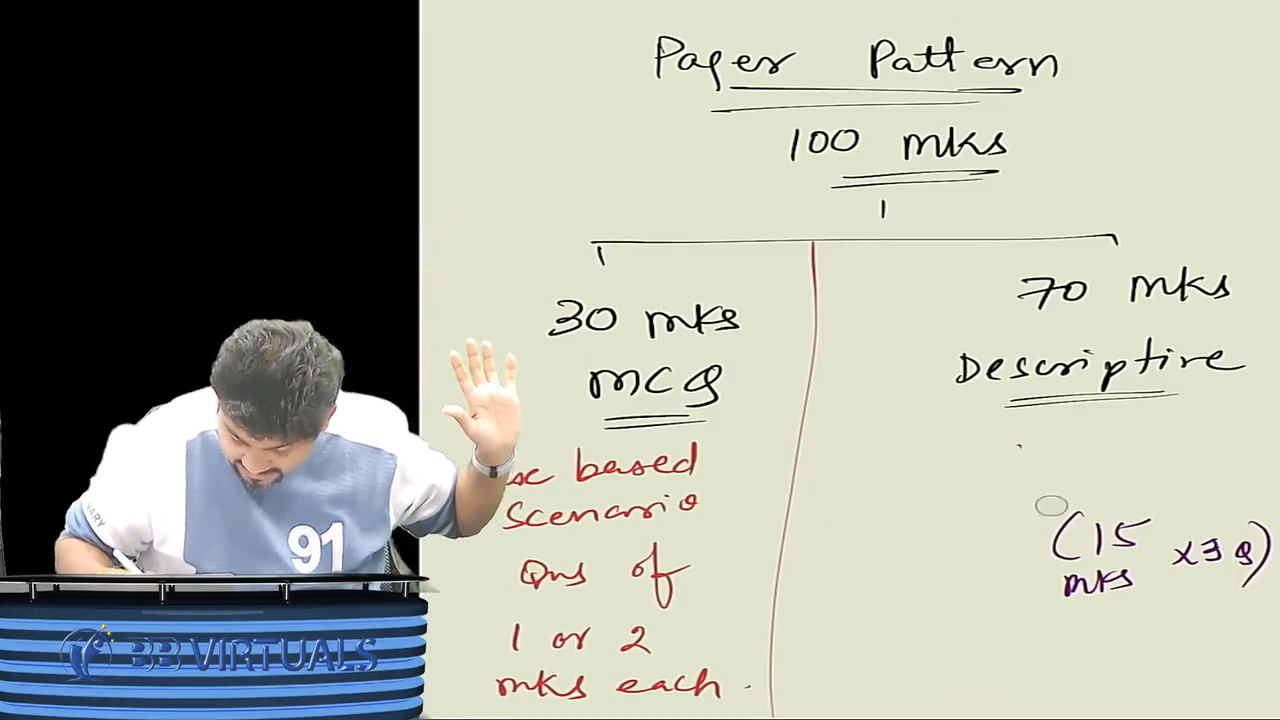 Paper Pattern
100 mks
30 mks
MCQ
based
Scenario
Qns of
1 or 2
mks each.
70 mks
Descriptive
(15 x 3 Q)
mks
91
BB VIRTUALS